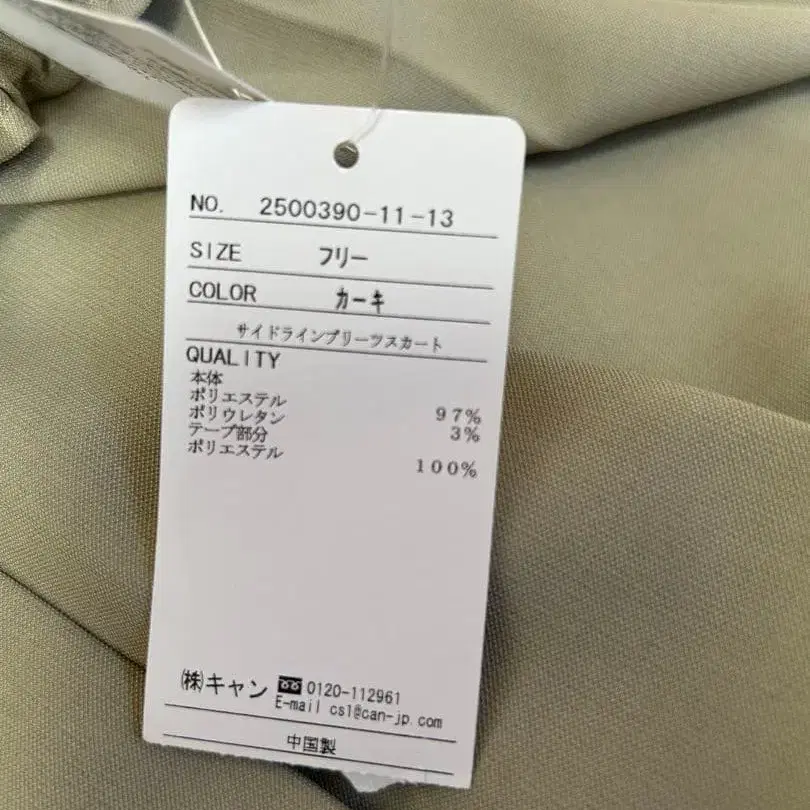 NO. 2500390-11-13
SIZE フリー
COLOR カーキ
サイドラインプリーツスカート
QUALITY
本体
ポリエステル 97%
ポリウレタン 3%
テープ部分
ポリエステル 100%
㈱キャン 0120-112961
E-mail cs1@can-jp.com
中国製